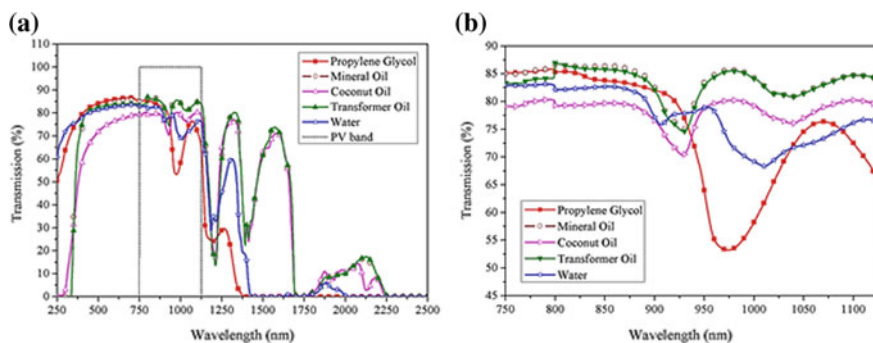 (a)
110
100
90
80
70
60
50
40
30
20
10
0
Transmission (%)
250 500 750 1000 1250 1500 1750 2000 2250 2500
Wavelength (nm)
Propylene Glycol
Mineral Oil
Coconut Oil
Transformer Oil
Water
PV band
(b)
90
85
80
75
70
65
60
55
50
45
Transmission (%)
750 800 850 900 950 1000 1050 1100
Wavelength (nm)
Propylene Glycol
Mineral Oil
Coconut Oil
Transformer Oil
Water